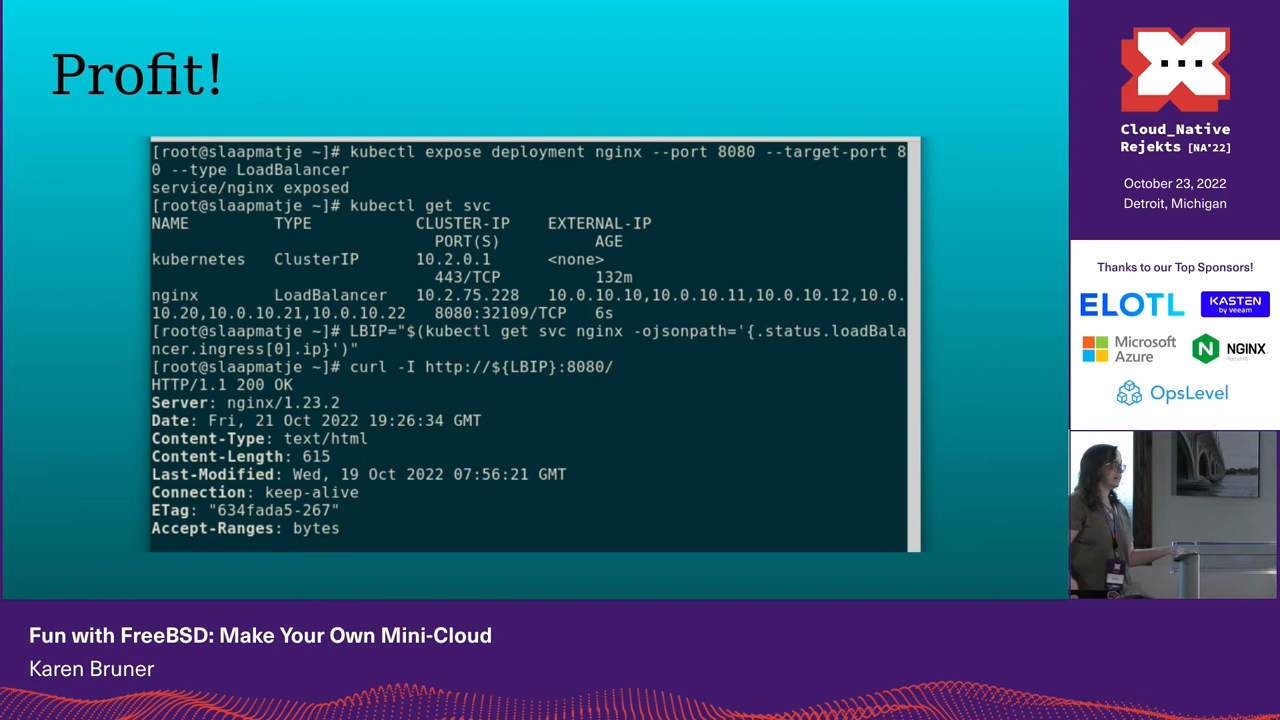 Profit!
[root@slaapmatje ~]# kubectl expose deployment nginx --port 8080 --target-port 8
0 --type LoadBalancer
service/nginx exposed
[root@slaapmatje ~]# kubectl get svc
NAME TYPE CLUSTER-IP EXTERNAL-IP
PORT(S) AGE
kubernetes ClusterIP 10.2.0.1 <none>
443/TCP 132m
nginx LoadBalancer 10.2.75.228 10.0.10.10,10.0.10.11,10.0.10.12,10.0.
10.20,10.0.10.21,10.0.10.22 8080:32109/TCP 6s
[root@slaapmatje ~]# LBIP="$(kubectl get svc nginx -ojsonpath='{.status.loadBala
ncer.ingress[0].ip}')"
[root@slaapmatje ~]# curl -I http://${LBIP}:8080/
HTTP/1.1 200 OK
Server: nginx/1.23.2
Date: Fri, 21 Oct 2022 19:26:34 GMT
Content-Type: text/html
Content-Length: 615
Last-Modified: Wed, 19 Oct 2022 07:56:21 GMT
Connection: keep-alive
ETag: "634fada5-267"
Accept-Ranges: bytes
Cloud_Native
Rejekts [NA'22]
October 23, 2022
Detroit, Michigan
Thanks to our Top Sponsors!
ELOTL
KASTEN
by Veeam
Microsoft
Azure
N
NGINX
Part of F5
OpsLevel
Fun with FreeBSD: Make Your Own Mini-Cloud
Karen Bruner